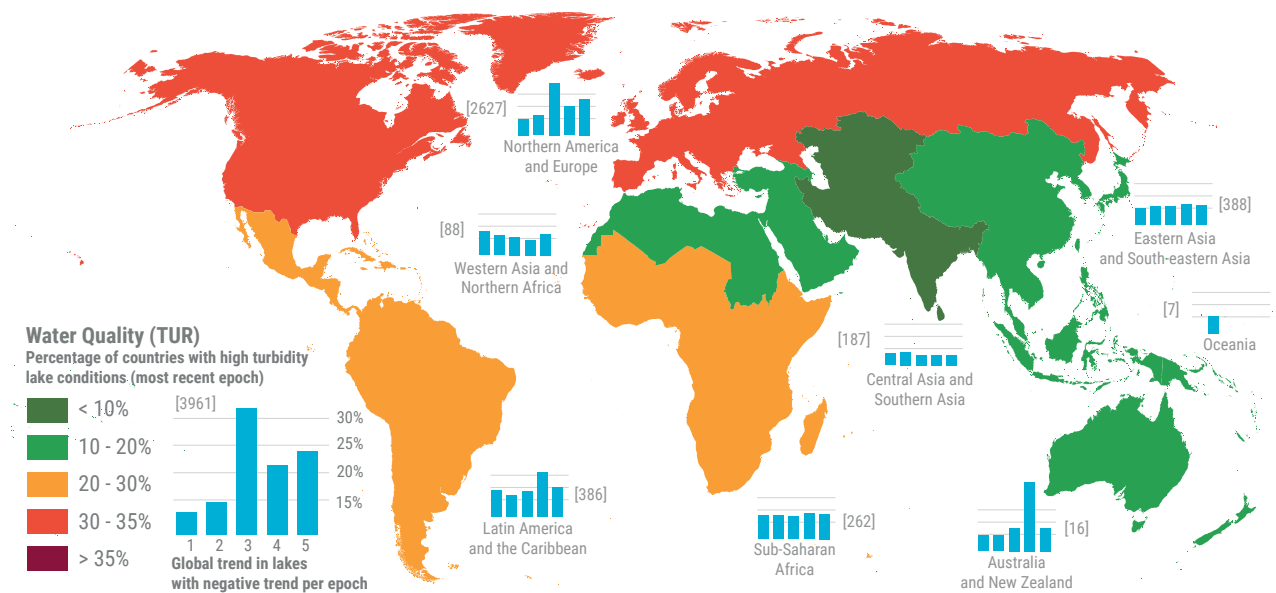 [2627]
Northern America
and Europe
[88]
Western Asia and
Northern Africa
[388]
Eastern Asia
and South-eastern Asia
[7]
Oceania
[187]
Central Asia and
Southern Asia
Water Quality (TUR)
Percentage of countries with high turbidity
lake conditions (most recent epoch)
< 10%
10 - 20%
20 - 30%
30 - 35%
> 35%
[3961]
30%
25%
20%
15%
1 2 3 4 5
Global trend in lakes
with negative trend per epoch
[386]
Latin America
and the Caribbean
[262]
Sub-Saharan
Africa
[16]
Australia
and New Zealand